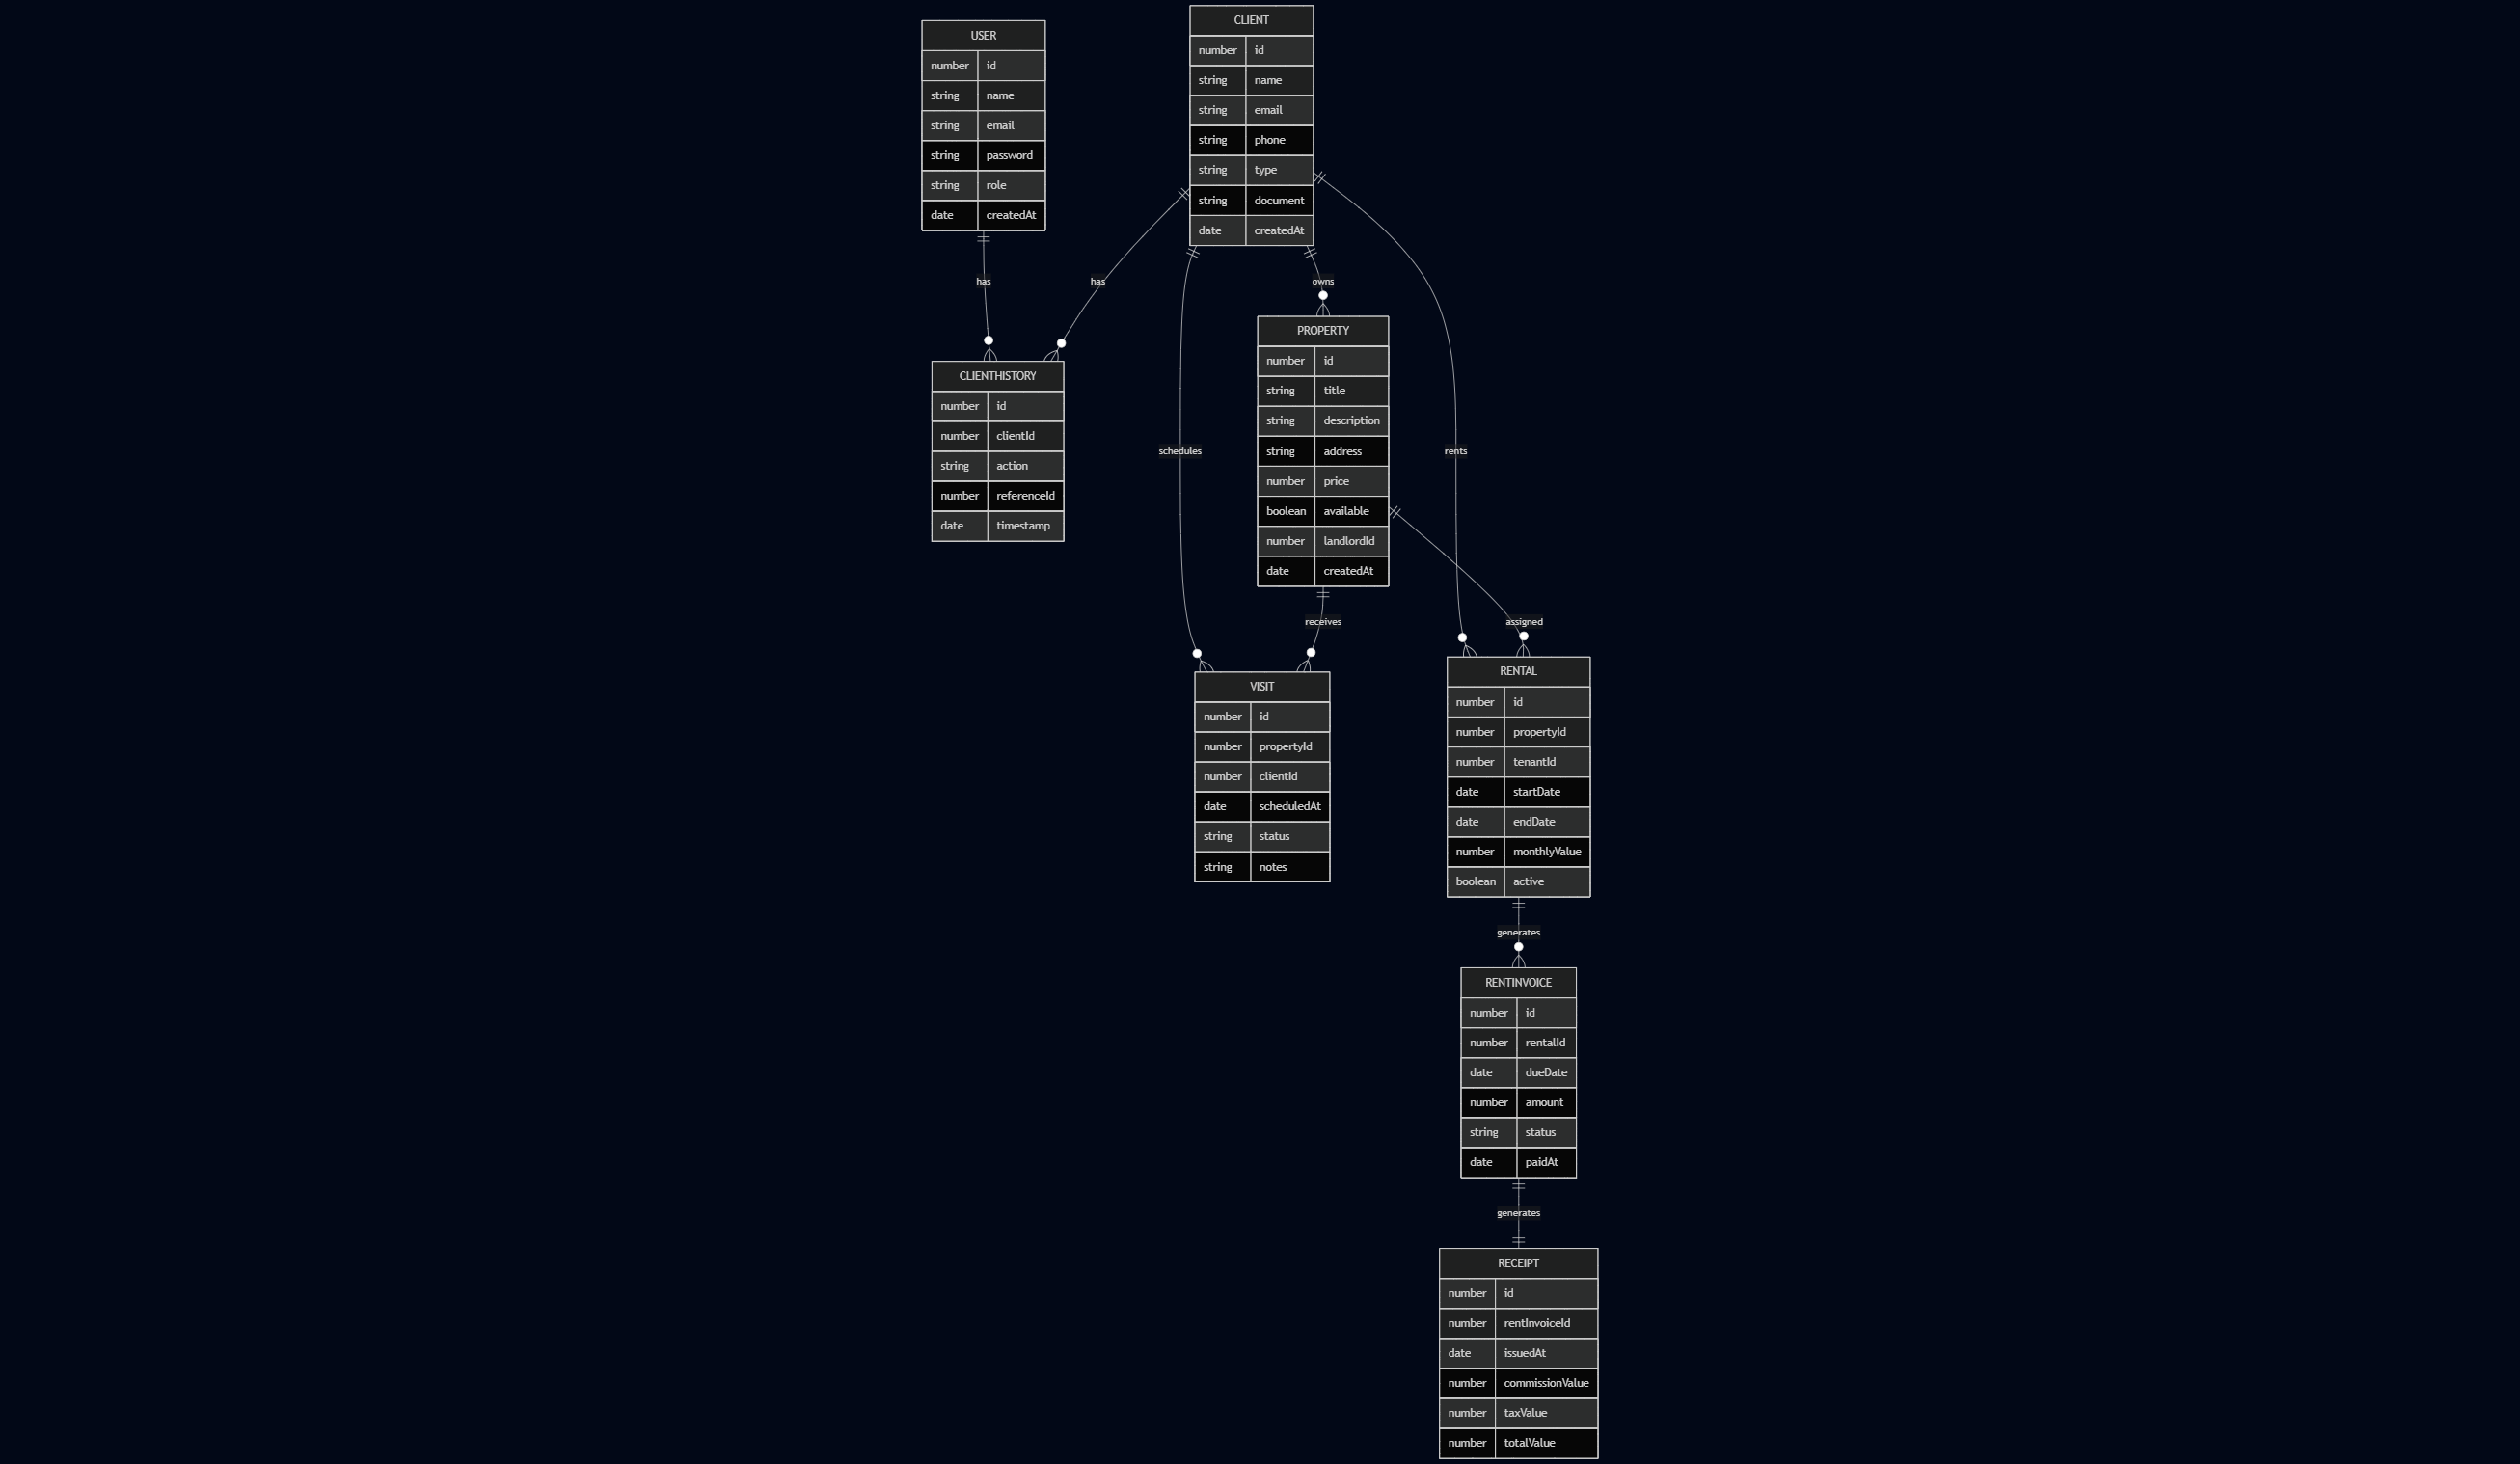 USER
number id
string name
string email
string password
string role
date createdAt
CLIENT
number id
string name
string email
string phone
string type
string document
date createdAt
has
has
owns
schedules
rents
CLIENTHISTORY
number id
number clientId
string action
number referenceId
date timestamp
PROPERTY
number id
string title
string description
string address
number price
boolean available
number landlordId
date createdAt
receives
assigned
VISIT
number id
number propertyId
number clientId
date scheduledAt
string status
string notes
RENTAL
number id
number propertyId
number tenantId
date startDate
date endDate
number monthlyValue
boolean active
generates
RENTINVOICE
number id
number rentalId
date dueDate
number amount
string status
date paidAt
generates
RECEIPT
number id
number rentInvoiceId
date issuedAt
number commissionValue
number taxValue
number totalValue